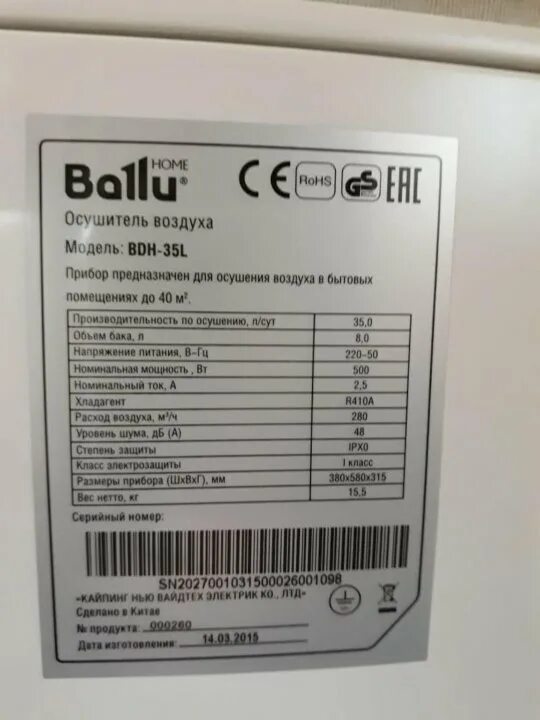 Ballu® HOME CE RoHS GS EAC
Осушитель воздуха
Модель: BDH-35L
Прибор предназначен для осушения воздуха в бытовых
помещениях до 40 м².
Производительность по осушению, л/сут 35,0
Объем бака, л 8,0
Напряжение питания, В~Гц 220~50
Номинальная мощность, Вт 500
Номинальный ток, А 2,5
Хладагент R410A
Расход воздуха, м³/ч 280
Уровень шума, дБ (А) 48
Степень защиты IPX0
Класс электрозащиты I класс
Размеры прибора (ШхВхГ), мм 380х580х315
Вес нетто, кг 15,5
Серийный номер:
SN2027001031500026001098
«КАЙПИНГ НЬЮ ВАЙДТЕХ ЭЛЕКТРИК КО., ЛТД»
Сделано в Китае
№ продукта: 000260
Дата изготовления: 14.03.2015